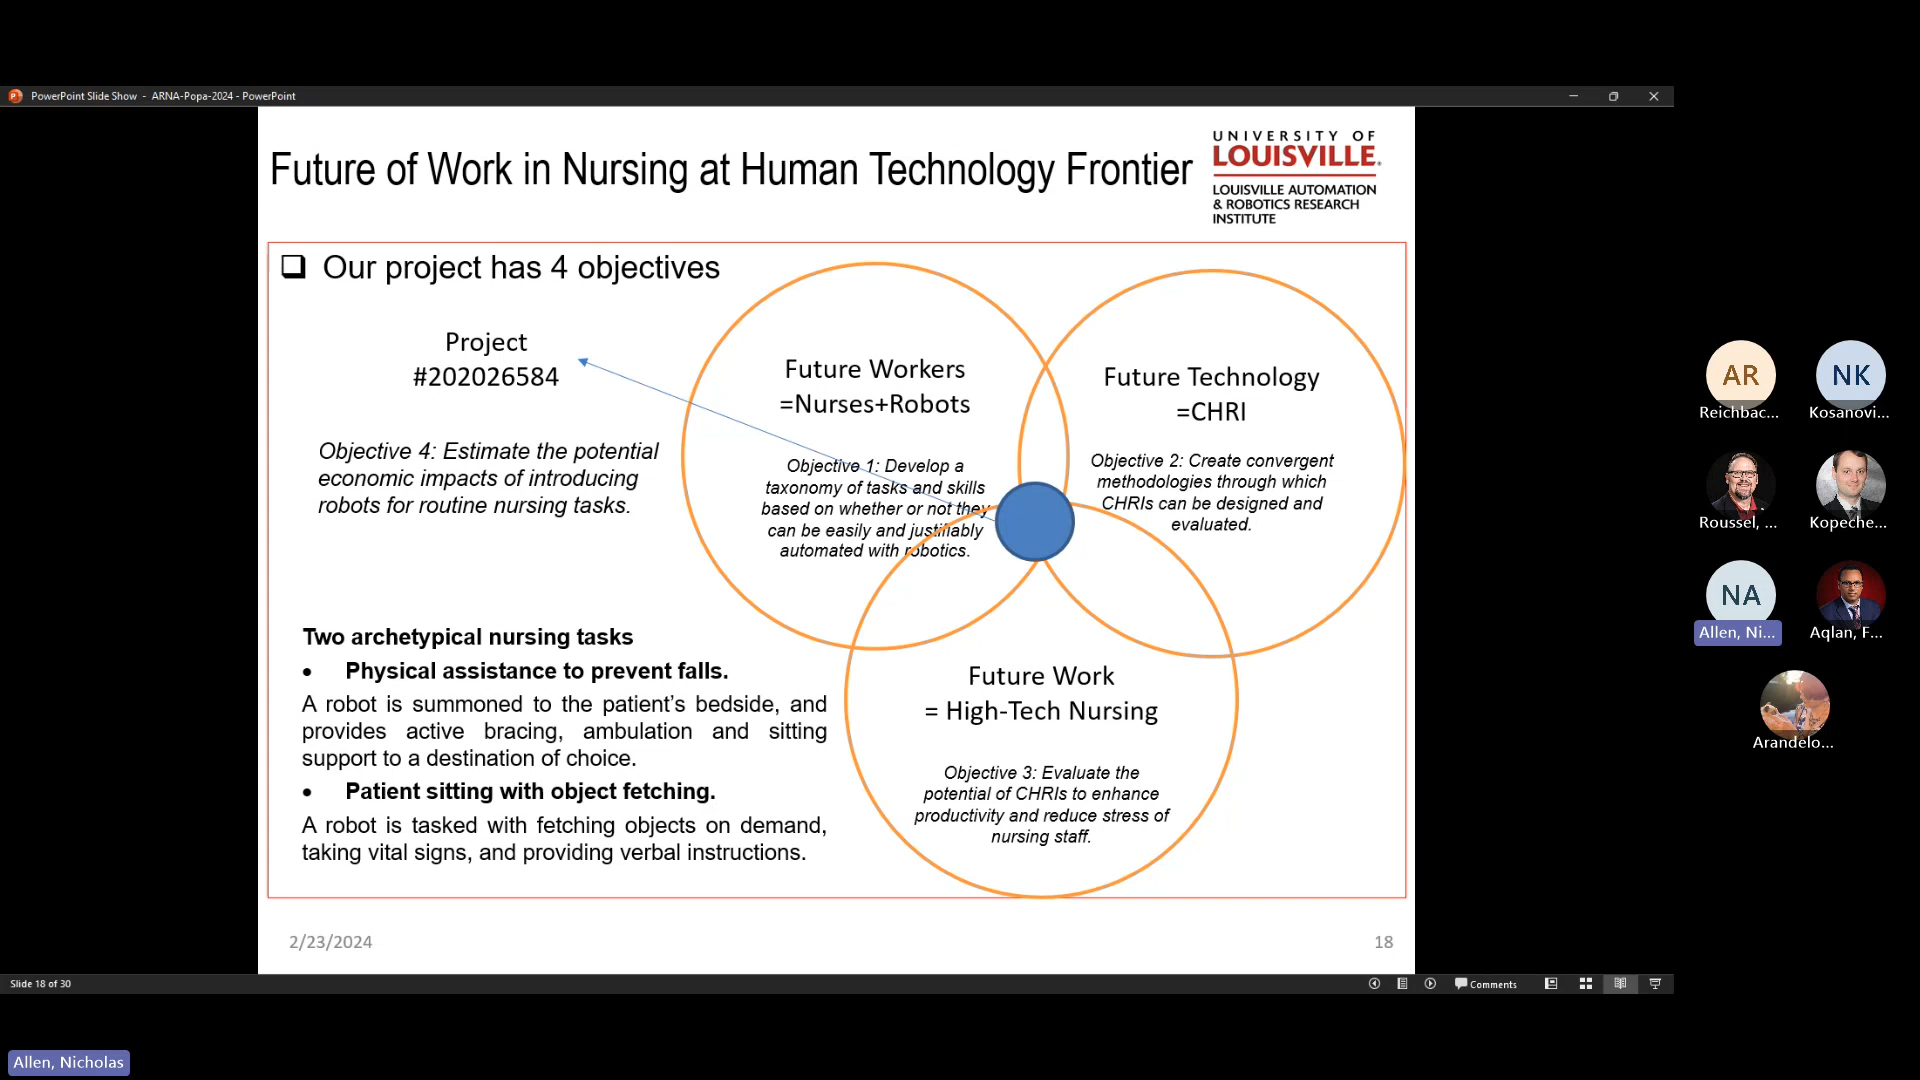 PowerPoint Slide Show - ARNA-Popa-2024 - PowerPoint
Future of Work in Nursing at Human Technology Frontier
UNIVERSITY OF
LOUISVILLE.
LOUISVILLE AUTOMATION
& ROBOTICS RESEARCH
INSTITUTE
Our project has 4 objectives
Project
#202026584
Objective 4: Estimate the potential
economic impacts of introducing
robots for routine nursing tasks.
Future Workers
=Nurses+Robots
Objective 1: Develop a
taxonomy of tasks and skills
based on whether or not they
can be easily and justifiably
automated with robotics.
Future Technology
=CHRI
Objective 2: Create convergent
methodologies through which
CHRIs can be designed and
evaluated.
Two archetypical nursing tasks
• Physical assistance to prevent falls.
A robot is summoned to the patient's bedside, and
provides active bracing, ambulation and sitting
support to a destination of choice.
• Patient sitting with object fetching.
A robot is tasked with fetching objects on demand,
taking vital signs, and providing verbal instructions.
Future Work
= High-Tech Nursing
Objective 3: Evaluate the
potential of CHRIs to enhance
productivity and reduce stress of
nursing staff.
2/23/2024
18
Slide 18 of 30
Comments
AR
Reichbac...
NK
Kosanovi...
Roussel, ...
Kopeche...
NA
Allen, Ni...
Aqlan, F...
Arandelo...
Allen, Nicholas